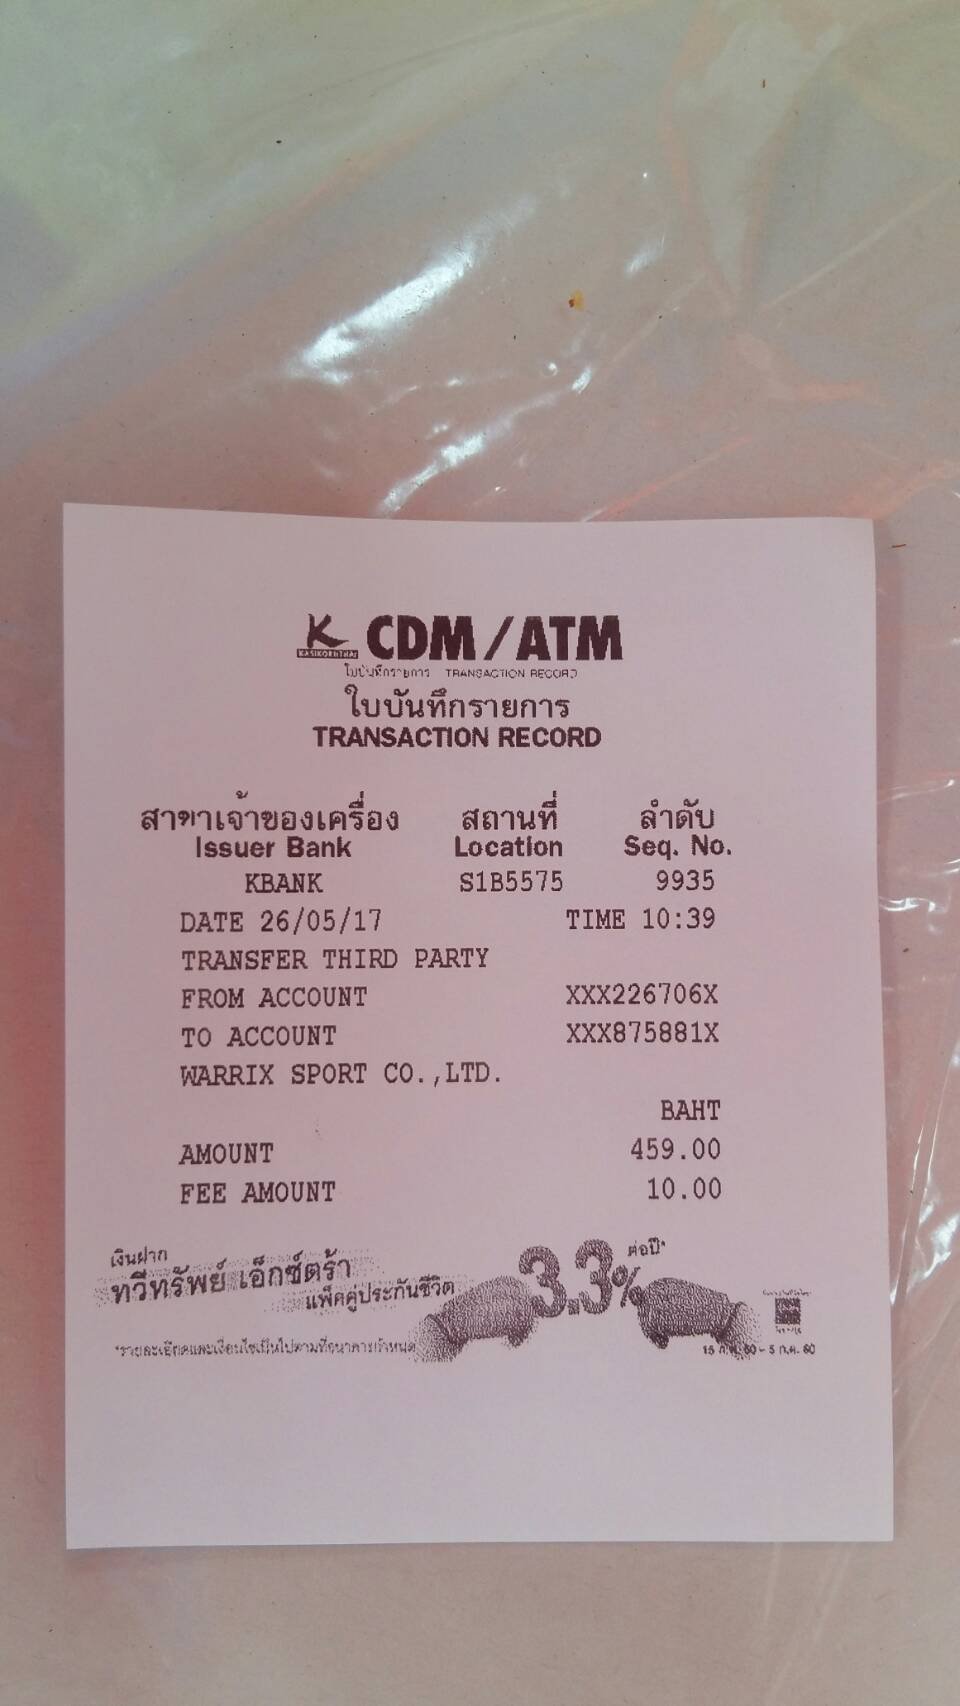 K CDM/ATM
KASIKORNTHAI
ใบบันทึกรายการ TRANSACTION RECORD
ใบบันทึกรายการ
TRANSACTION RECORD
สาขาเจ้าของเครื่อง สถานที่ ลำดับ
Issuer Bank Location Seq. No.
KBANK S1B5575 9935
DATE 26/05/17 TIME 10:39
TRANSFER THIRD PARTY
FROM ACCOUNT XXX226706X
TO ACCOUNT XXX875881X
WARRIX SPORT CO.,LTD.
BAHT
AMOUNT 459.00
FEE AMOUNT 10.00
เงินฝาก
ทวีทรัพย์ เอ็กซ์ตร้า
แพ็คคู่ประกันชีวิต
3.3% ต่อปี*
*รายละเอียดและเงื่อนไขเป็นไปตามที่ธนาคารกำหนด
60 - 5 ก.ค. 60